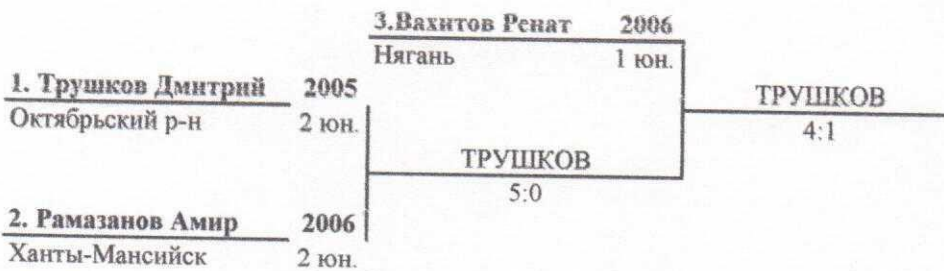 3.Вахитов Ренат 2006
Нягань 1 юн.
1. Трушков Дмитрий 2005
Октябрьский р-н 2 юн.
ТРУШКОВ
4:1
ТРУШКОВ
5:0
2. Рамазанов Амир 2006
Ханты-Мансийск 2 юн.